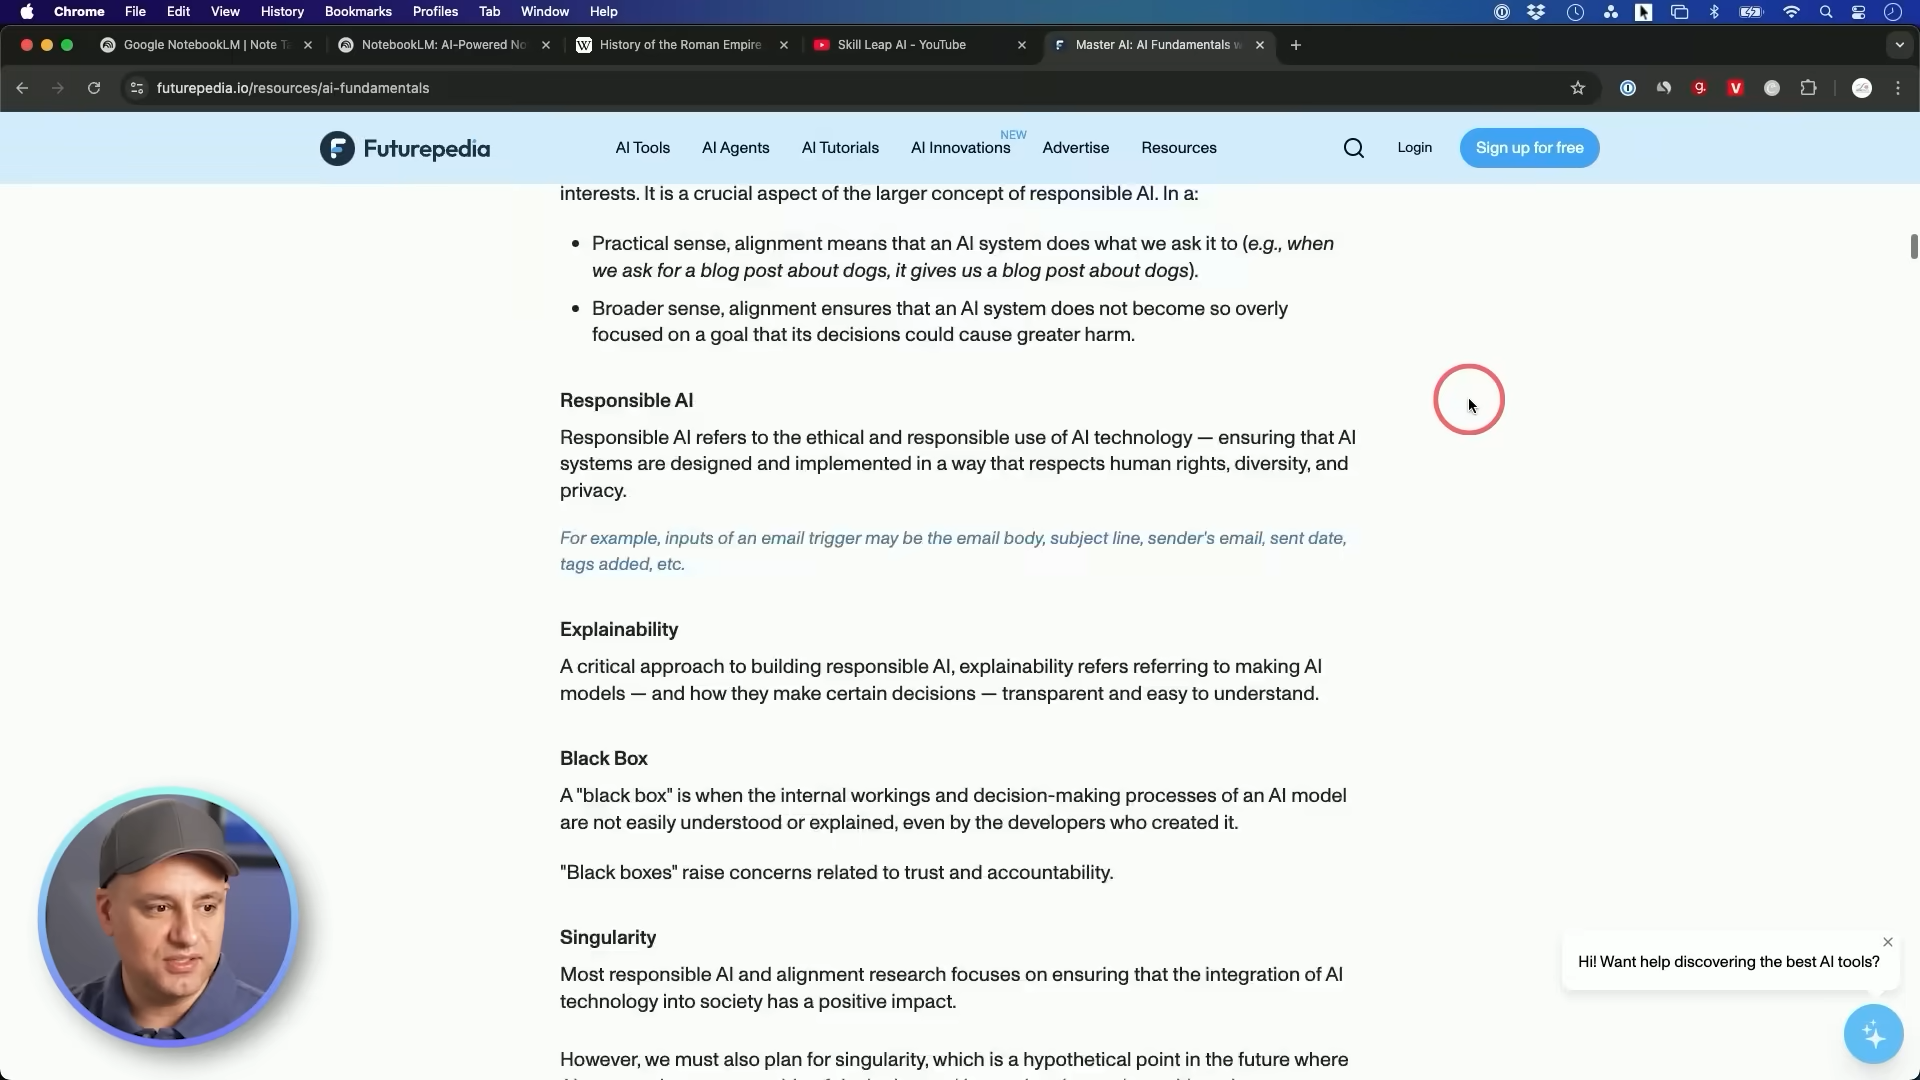 Chrome File Edit View History Bookmarks Profiles Tab Window Help
Google NotebookLM | Note Ta
NotebookLM: AI-Powered No
History of the Roman Empire
Skill Leap AI - YouTube
Master AI: AI Fundamentals w
futurepedia.io/resources/ai-fundamentals
Futurepedia
AI Tools AI Agents AI Tutorials AI Innovations NEW Advertise Resources
Login
Sign up for free
interests. It is a crucial aspect of the larger concept of responsible AI. In a:
• Practical sense, alignment means that an AI system does what we ask it to (e.g., when
we ask for a blog post about dogs, it gives us a blog post about dogs).
• Broader sense, alignment ensures that an AI system does not become so overly
focused on a goal that its decisions could cause greater harm.
Responsible AI
Responsible AI refers to the ethical and responsible use of AI technology — ensuring that AI
systems are designed and implemented in a way that respects human rights, diversity, and
privacy.
For example, inputs of an email trigger may be the email body, subject line, sender's email, sent date,
tags added, etc.
Explainability
A critical approach to building responsible AI, explainability refers referring to making AI
models — and how they make certain decisions — transparent and easy to understand.
Black Box
A "black box" is when the internal workings and decision-making processes of an AI model
are not easily understood or explained, even by the developers who created it.
"Black boxes" raise concerns related to trust and accountability.
Singularity
Most responsible AI and alignment research focuses on ensuring that the integration of AI
technology into society has a positive impact.
However, we must also plan for singularity, which is a hypothetical point in the future where
Hi! Want help discovering the best AI tools?